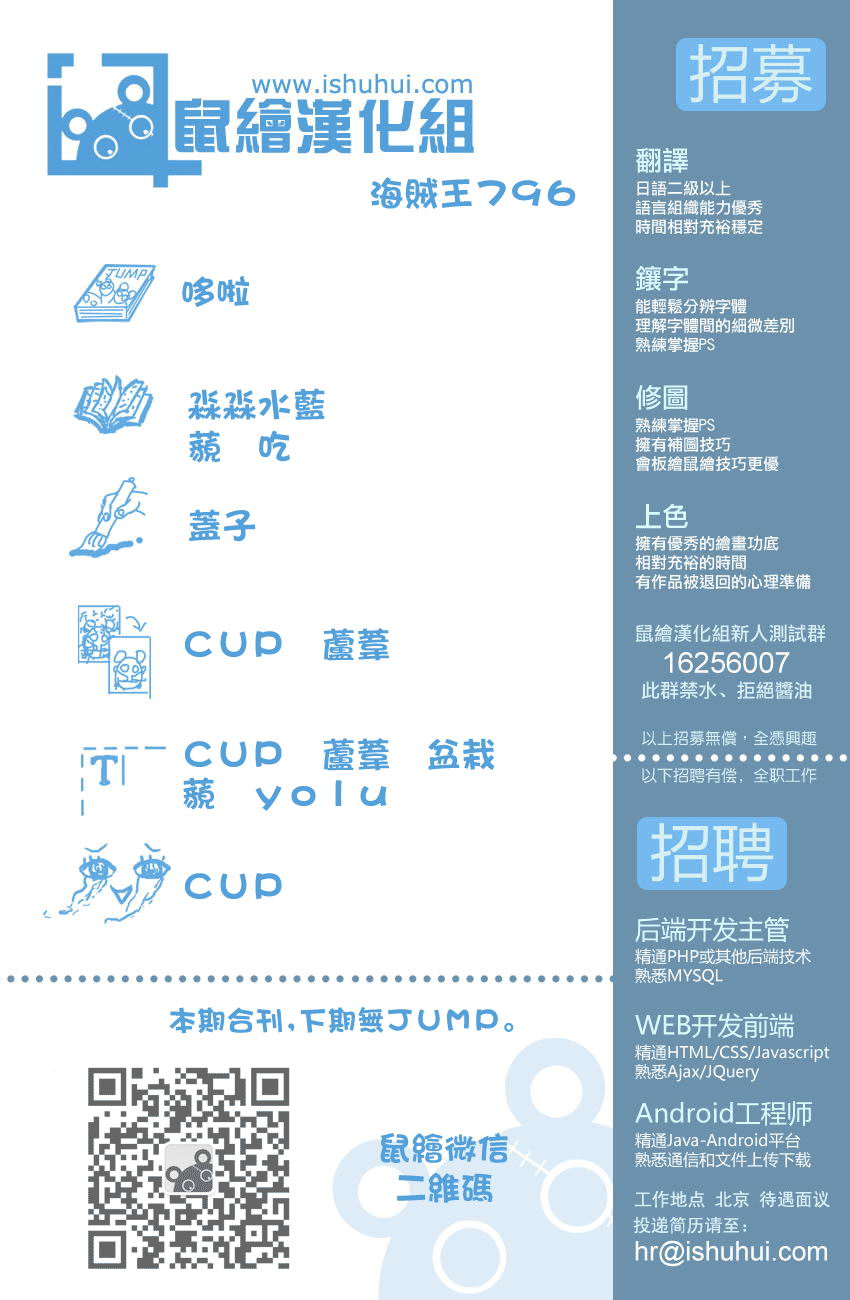 www.ishuhui.com
鼠繪漢化組
海賊王796
JUMP
哆啦
淼淼水藍
蘋 吃
蓋子
CUP 蘆葦
T
CUP 蘆葦 盆栽
蘋 yolu
CUP
本期合刊,下期無JUMP。
鼠繪微信
二維碼
招募
翻譯
日語二級以上
語言組織能力優秀
時間相對充裕穩定
鑲字
能輕鬆分辨字體
理解字體間的細微差別
熟練掌握PS
修圖
熟練掌握PS
擁有補圖技巧
會板繪鼠繪技巧更優
上色
擁有優秀的繪畫功底
相對充裕的時間
有作品被退回的心理準備
鼠繪漢化組新人測試群
16256007
此群禁水、拒絕醬油
以上招募無償，全憑興趣
以下招聘有偿，全职工作
招聘
后端开发主管
精通PHP或其他后端技术
熟悉MYSQL
WEB开发前端
精通HTML/CSS/Javascript
熟悉Ajax/JQuery
Android工程师
精通Java-Android平台
熟悉通信和文件上传下载
工作地点 北京 待遇面议
投递简历请至：
hr@ishuhui.com